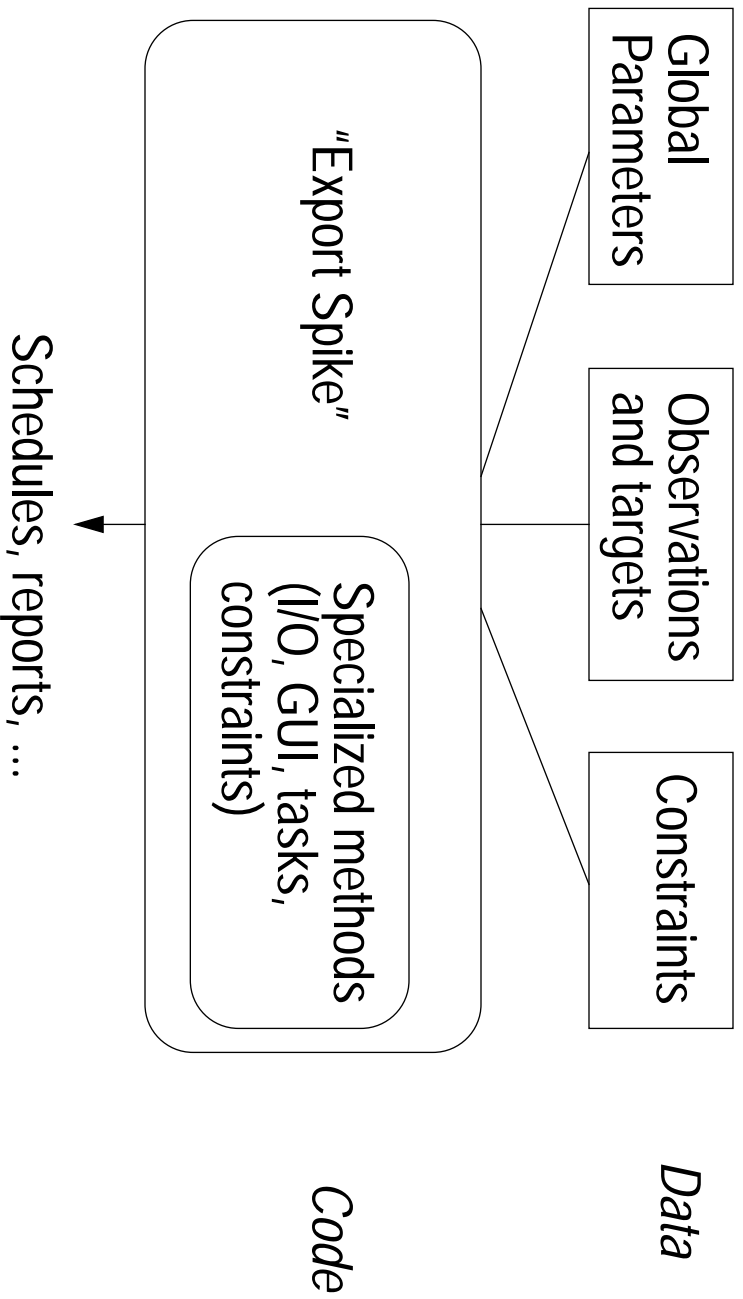 Global
Parameters
Observations
and targets
Constraints
Data
“Export Spike”
Specialized methods
(I/O, GUI, tasks,
constraints)
Code
Schedules, reports, ...